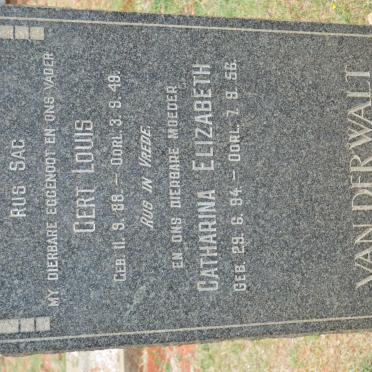 RUS SAG
MY DIERBARE EGGENOOT EN ONS VADER
GERT LOUIS
GEB. 11. 9. 88. — OORL. 3. 9. 49.
RUS IN VREDE.
EN ONS DIERBARE MOEDER
CATHARINA ELIZABETH
GEB. 29. 6. 94. — OORL. 7. 8. 56.
VAN DER WALT